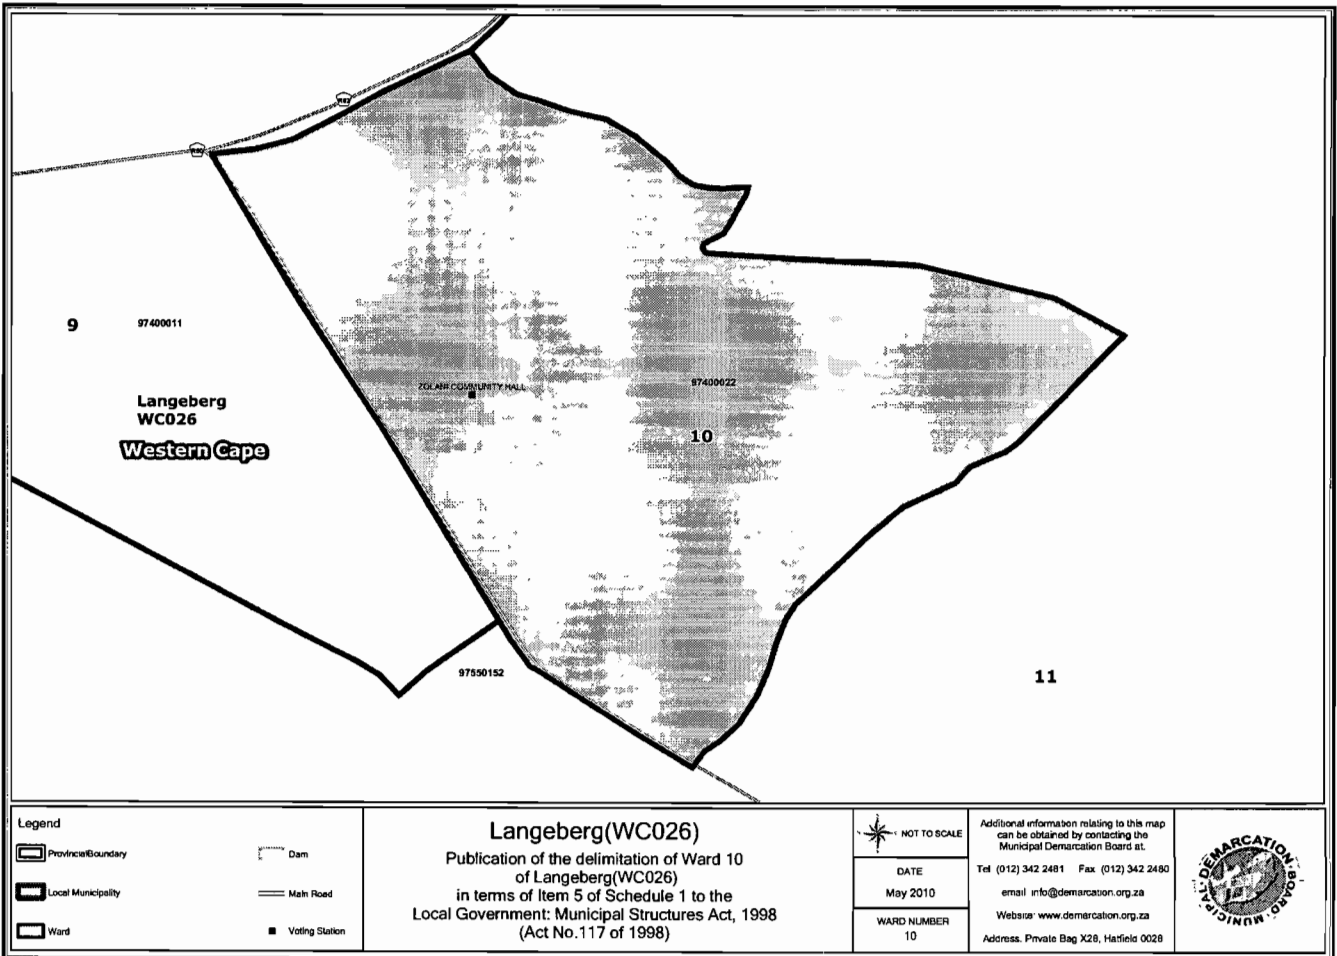 R62
R60
9
97400011
ZOLANI COMMUNITY HALL
97400022
Langeberg
WC026
10
Western Cape
97550152
11
Legend
Provincial Boundary
Dam
Local Municipality
Main Road
Ward
Voting Station
Langeberg(WC026)
Publication of the delimitation of Ward 10
of Langeberg(WC026)
in terms of Item 5 of Schedule 1 to the
Local Government: Municipal Structures Act, 1998
(Act No.117 of 1998)
NOT TO SCALE
DATE
May 2010
WARD NUMBER
10
Additional information relating to this map
can be obtained by contacting the
Municipal Demarcation Board at.
Tel (012) 342 2481 Fax (012) 342 2480
email info@demarcation.org.za
Website www.demarcation.org.za
Address. Private Bag X28, Hatfield 0028
MUNICIPAL · DEMARCATION · BOARD